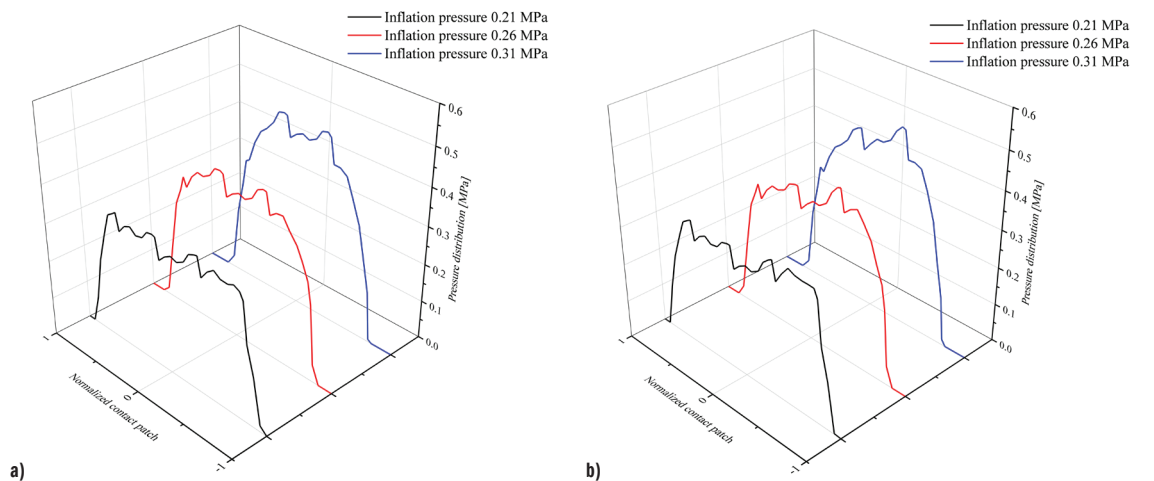 Inflation pressure 0.21 MPa
Inflation pressure 0.26 MPa
Inflation pressure 0.31 MPa
0.6
0.5
0.4
0.3
0.2
0.1
0.0
Pressure distribution [MPa]
1
0
-1
Normalized contact patch
a)
Inflation pressure 0.21 MPa
Inflation pressure 0.26 MPa
Inflation pressure 0.31 MPa
0.6
0.5
0.4
0.3
0.2
0.1
0.0
Pressure distribution [MPa]
1
0
-1
Normalized contact patch
b)